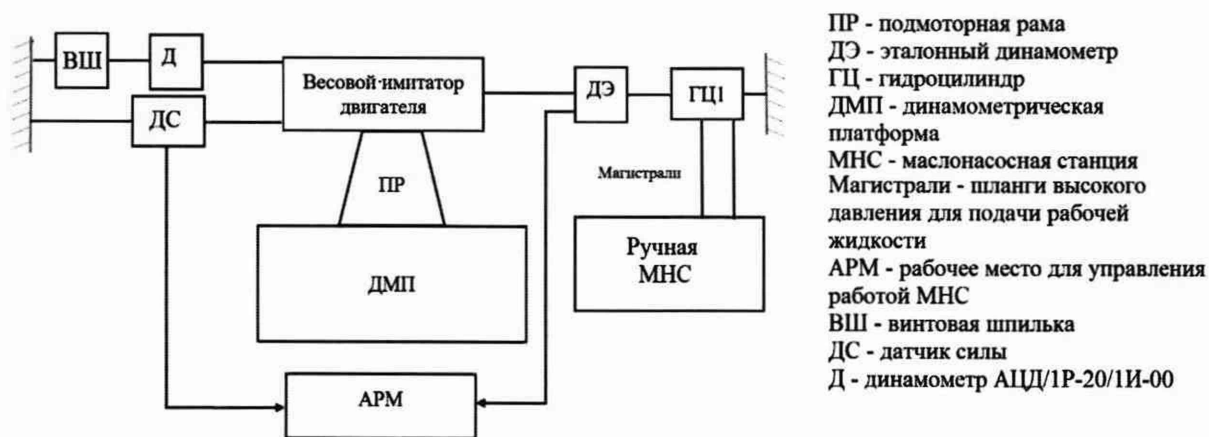 ВШ
Д
ДС
Весовой имитатор
двигателя
ДЭ
ГЦ1
ПР
Магистрали
ДМП
Ручная
МНС
АРМ
ПР - подмоторная рама
ДЭ - эталонный динамометр
ГЦ - гидроцилиндр
ДМП - динамометрическая
платформа
МНС - маслонасосная станция
Магистрали - шланги высокого
давления для подачи рабочей
жидкости
АРМ - рабочее место для управления
работой МНС
ВШ - винтовая шпилька
ДС - датчик силы
Д - динамометр АЦД/1Р-20/1И-00